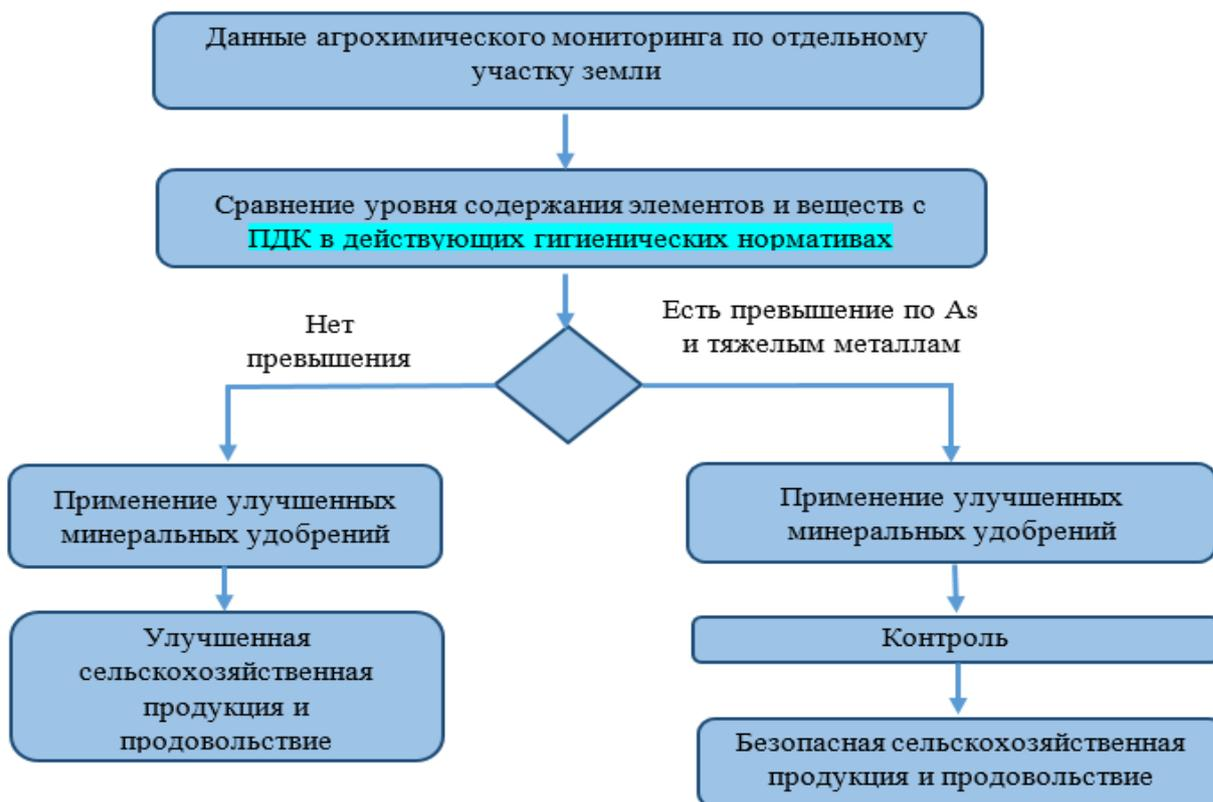 Данные агрохимического мониторинга по отдельному
участку земли
Сравнение уровня содержания элементов и веществ с
ПДК в действующих гигиенических нормативах
Нет
превышения
Есть превышение по As
и тяжелым металлам
Применение улучшенных
минеральных удобрений
Улучшенная
сельскохозяйственная
продукция и
продовольствие
Применение улучшенных
минеральных удобрений
Контроль
Безопасная сельскохозяйственная
продукция и продовольствие